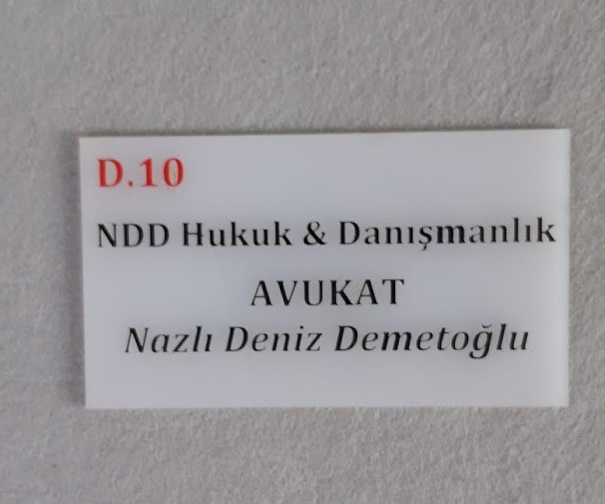 D.10
NDD Hukuk & Danışmanlık
AVUKAT
Nazlı Deniz Demetoğlu